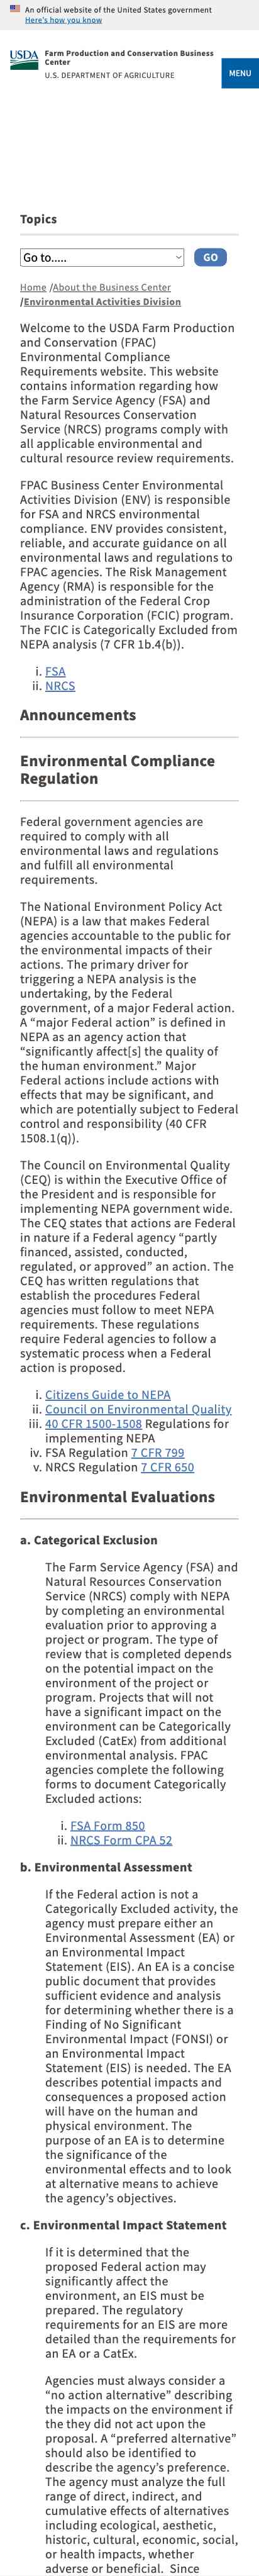 An official website of the United States government
Here's how you know
USDA
Farm Production and Conservation Business
Center
U.S. DEPARTMENT OF AGRICULTURE
MENU
Topics
Go to.....
GO
Home /About the Business Center
/Environmental Activities Division
Welcome to the USDA Farm Production
and Conservation (FPAC)
Environmental Compliance
Requirements website. This website
contains information regarding how
the Farm Service Agency (FSA) and
Natural Resources Conservation
Service (NRCS) programs comply with
all applicable environmental and
cultural resource review requirements.
FPAC Business Center Environmental
Activities Division (ENV) is responsible
for FSA and NRCS environmental
compliance. ENV provides consistent,
reliable, and accurate guidance on all
environmental laws and regulations to
FPAC agencies. The Risk Management
Agency (RMA) is responsible for the
administration of the Federal Crop
Insurance Corporation (FCIC) program.
The FCIC is Categorically Excluded from
NEPA analysis (7 CFR 1b.4(b)).
i. FSA
ii. NRCS
Announcements
Environmental Compliance
Regulation
Federal government agencies are
required to comply with all
environmental laws and regulations
and fulfill all environmental
requirements.
The National Environment Policy Act
(NEPA) is a law that makes Federal
agencies accountable to the public for
the environmental impacts of their
actions. The primary driver for
triggering a NEPA analysis is the
undertaking, by the Federal
government, of a major Federal action.
A “major Federal action” is defined in
NEPA as an agency action that
“significantly affect[s] the quality of
the human environment.” Major
Federal actions include actions with
effects that may be significant, and
which are potentially subject to Federal
control and responsibility (40 CFR
1508.1(q)).
The Council on Environmental Quality
(CEQ) is within the Executive Office of
the President and is responsible for
implementing NEPA government wide.
The CEQ states that actions are Federal
in nature if a Federal agency “partly
financed, assisted, conducted,
regulated, or approved” an action. The
CEQ has written regulations that
establish the procedures Federal
agencies must follow to meet NEPA
requirements. These regulations
require Federal agencies to follow a
systematic process when a Federal
action is proposed.
i. Citizens Guide to NEPA
ii. Council on Environmental Quality
iii. 40 CFR 1500-1508 Regulations for
implementing NEPA
iv. FSA Regulation 7 CFR 799
v. NRCS Regulation 7 CFR 650
Environmental Evaluations
a. Categorical Exclusion
The Farm Service Agency (FSA) and
Natural Resources Conservation
Service (NRCS) comply with NEPA
by completing an environmental
evaluation prior to approving a
project or program. The type of
review that is completed depends
on the potential impact on the
environment of the project or
program. Projects that will not
have a significant impact on the
environment can be Categorically
Excluded (CatEx) from additional
environmental analysis. FPAC
agencies complete the following
forms to document Categorically
Excluded actions:
i. FSA Form 850
ii. NRCS Form CPA 52
b. Environmental Assessment
If the Federal action is not a
Categorically Excluded activity, the
agency must prepare either an
Environmental Assessment (EA) or
an Environmental Impact
Statement (EIS). An EA is a concise
public document that provides
sufficient evidence and analysis
for determining whether there is a
Finding of No Significant
Environmental Impact (FONSI) or
an Environmental Impact
Statement (EIS) is needed. The EA
describes potential impacts and
consequences a proposed action
will have on the human and
physical environment. The
purpose of an EA is to determine
the significance of the
environmental effects and to look
at alternative means to achieve
the agency’s objectives.
c. Environmental Impact Statement
If it is determined that the
proposed Federal action may
significantly affect the
environment, an EIS must be
prepared. The regulatory
requirements for an EIS are more
detailed than the requirements for
an EA or a CatEx.
Agencies must always consider a
“no action alternative” describing
the impacts on the environment if
the they did not act upon the
proposal. A “preferred alternative”
should also be identified to
describe the agency’s preference.
The agency must analyze the full
range of direct, indirect, and
cumulative effects of alternatives
including ecological, aesthetic,
historic, cultural, economic, social,
or health impacts, whether
adverse or beneficial. Since